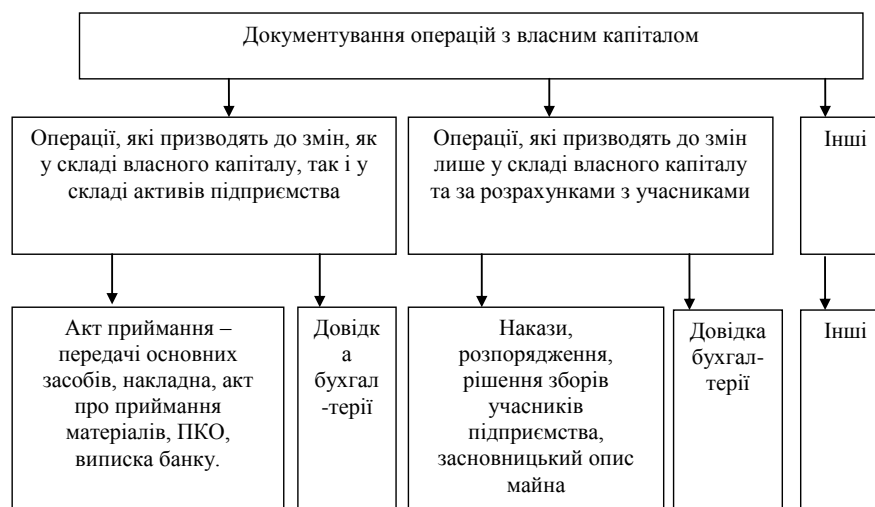 Документування операцій з власним капіталом
Операції, які призводять до змін, як
у складі власного капіталу, так і у
складі активів підприємства
Операції, які призводять до змін
лише у складі власного капіталу
та за розрахунками з учасниками
Інші
Акт приймання –
передачі основних
засобів, накладна, акт
про приймання
матеріалів, ПКО,
виписка банку.
Довідк
а
бухгал
-терії
Накази,
розпорядження,
рішення зборів
учасників
підприємства,
засновницький опис
майна
Довідка
бухгал-
терії
Інші